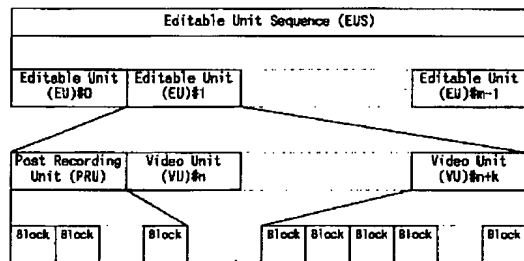 Editable Unit Sequence (EUS)
Editable Unit (EU)#0
Editable Unit (EU)#1
Editable Unit (EU)#m-1
Post Recording Unit (PRU)
Video Unit (VU)#n
Video Unit (VU)#n+k
Block Block Block Block Block Block Block Block